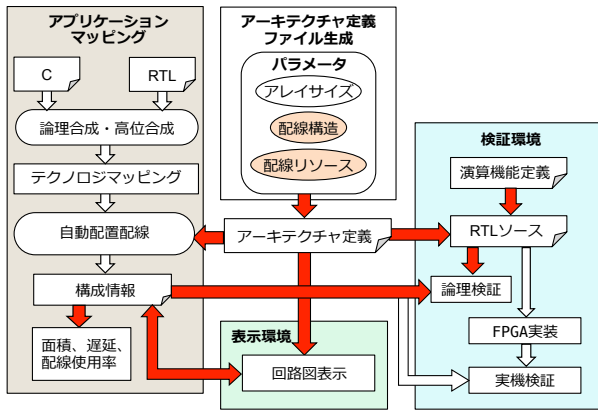 アプリケーション
マッピング
C
RTL
論理合成・高位合成
テクノロジマッピング
自動配置配線
構成情報
面積、遅延、
配線使用率
アーキテクチャ定義
ファイル生成
パラメータ
アレイサイズ
配線構造
配線リソース
アーキテクチャ定義
表示環境
回路図表示
検証環境
演算機能定義
RTLソース
論理検証
FPGA実装
実機検証